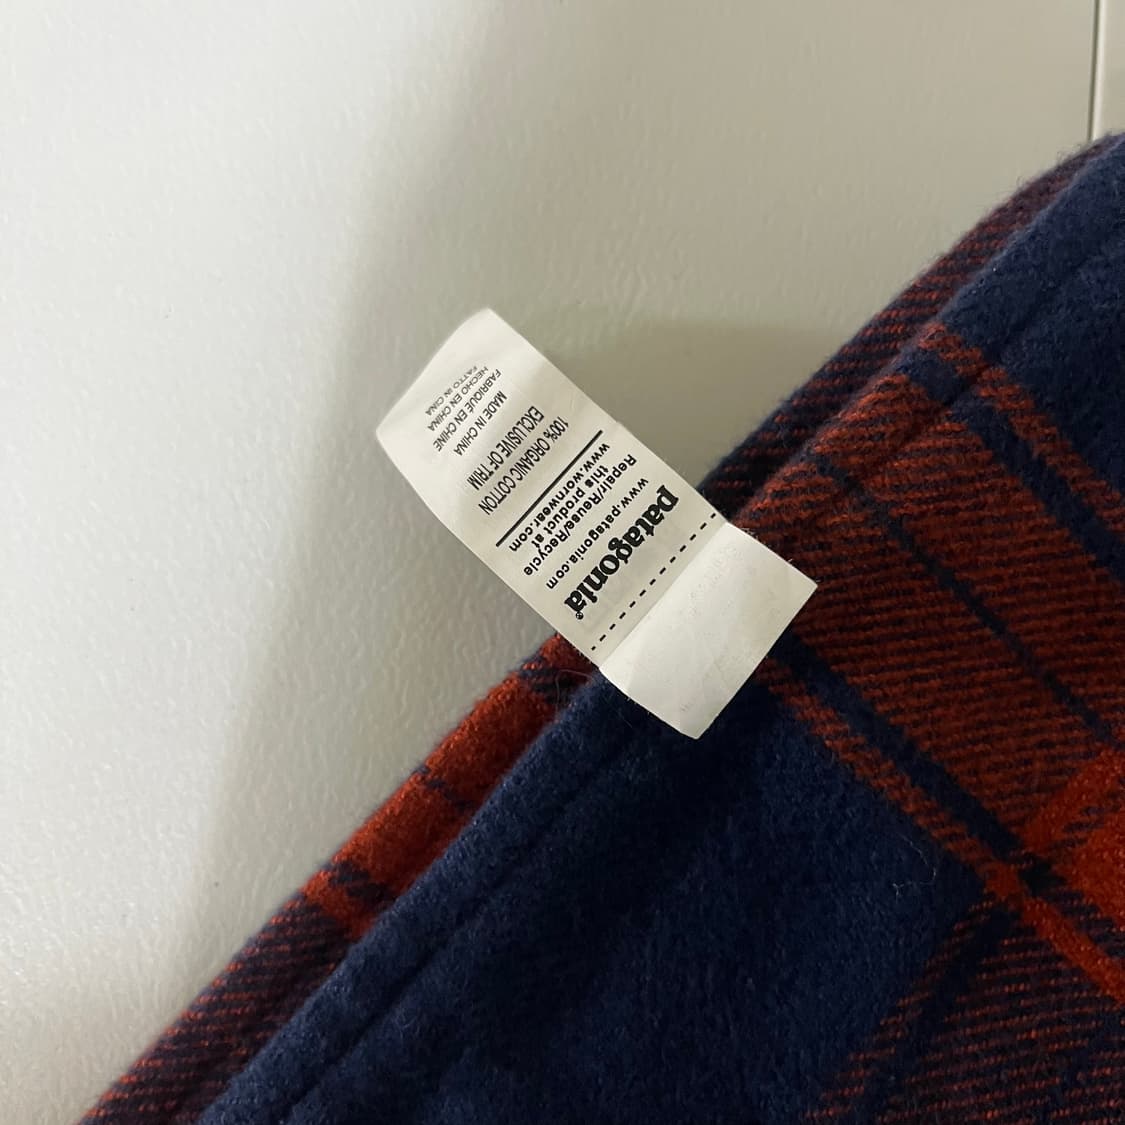 patagonia®
www.patagonia.com
Repair/Reuse/Recycle
this product at
www.wornwear.com
100% ORGANIC COTTON
EXCLUSIVE OF TRIM
MADE IN CHINA
FABRIQUÉ EN CHINE
HECHO EN CHINA
FATTO IN CINA